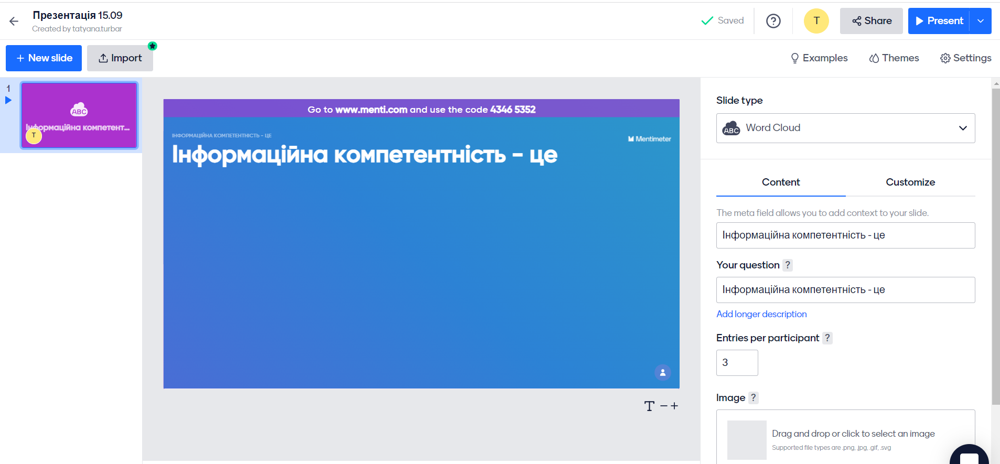 Презентація 15.09
Created by tatyana.turbar
Saved
?
T
Share
Present
+ New slide
Import
Examples
Themes
Settings
1
ABC
Інформаційна компетент...
T
Go to www.menti.com and use the code 4346 5352
ІНФОРМАЦІЙНА КОМПЕТЕНТНІСТЬ - ЦЕ
Mentimeter
Інформаційна компетентність - це
T - +
Slide type
ABC Word Cloud
Content
Customize
The meta field allows you to add context to your slide.
Інформаційна компетентність - це
Your question ?
Інформаційна компетентність - це
Add longer description
Entries per participant ?
3
Image ?
Drag and drop or click to select an image
Supported file types are .png, .jpg, .gif, .svg